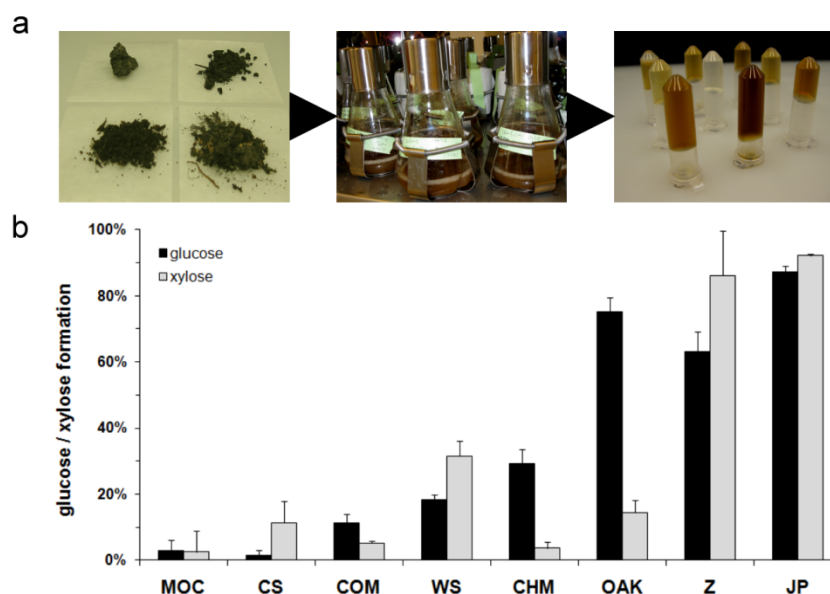 a
b
glucose / xylose formation
100%
80%
60%
40%
20%
0%
glucose
xylose
MOC CS COM WS CHM OAK Z JP